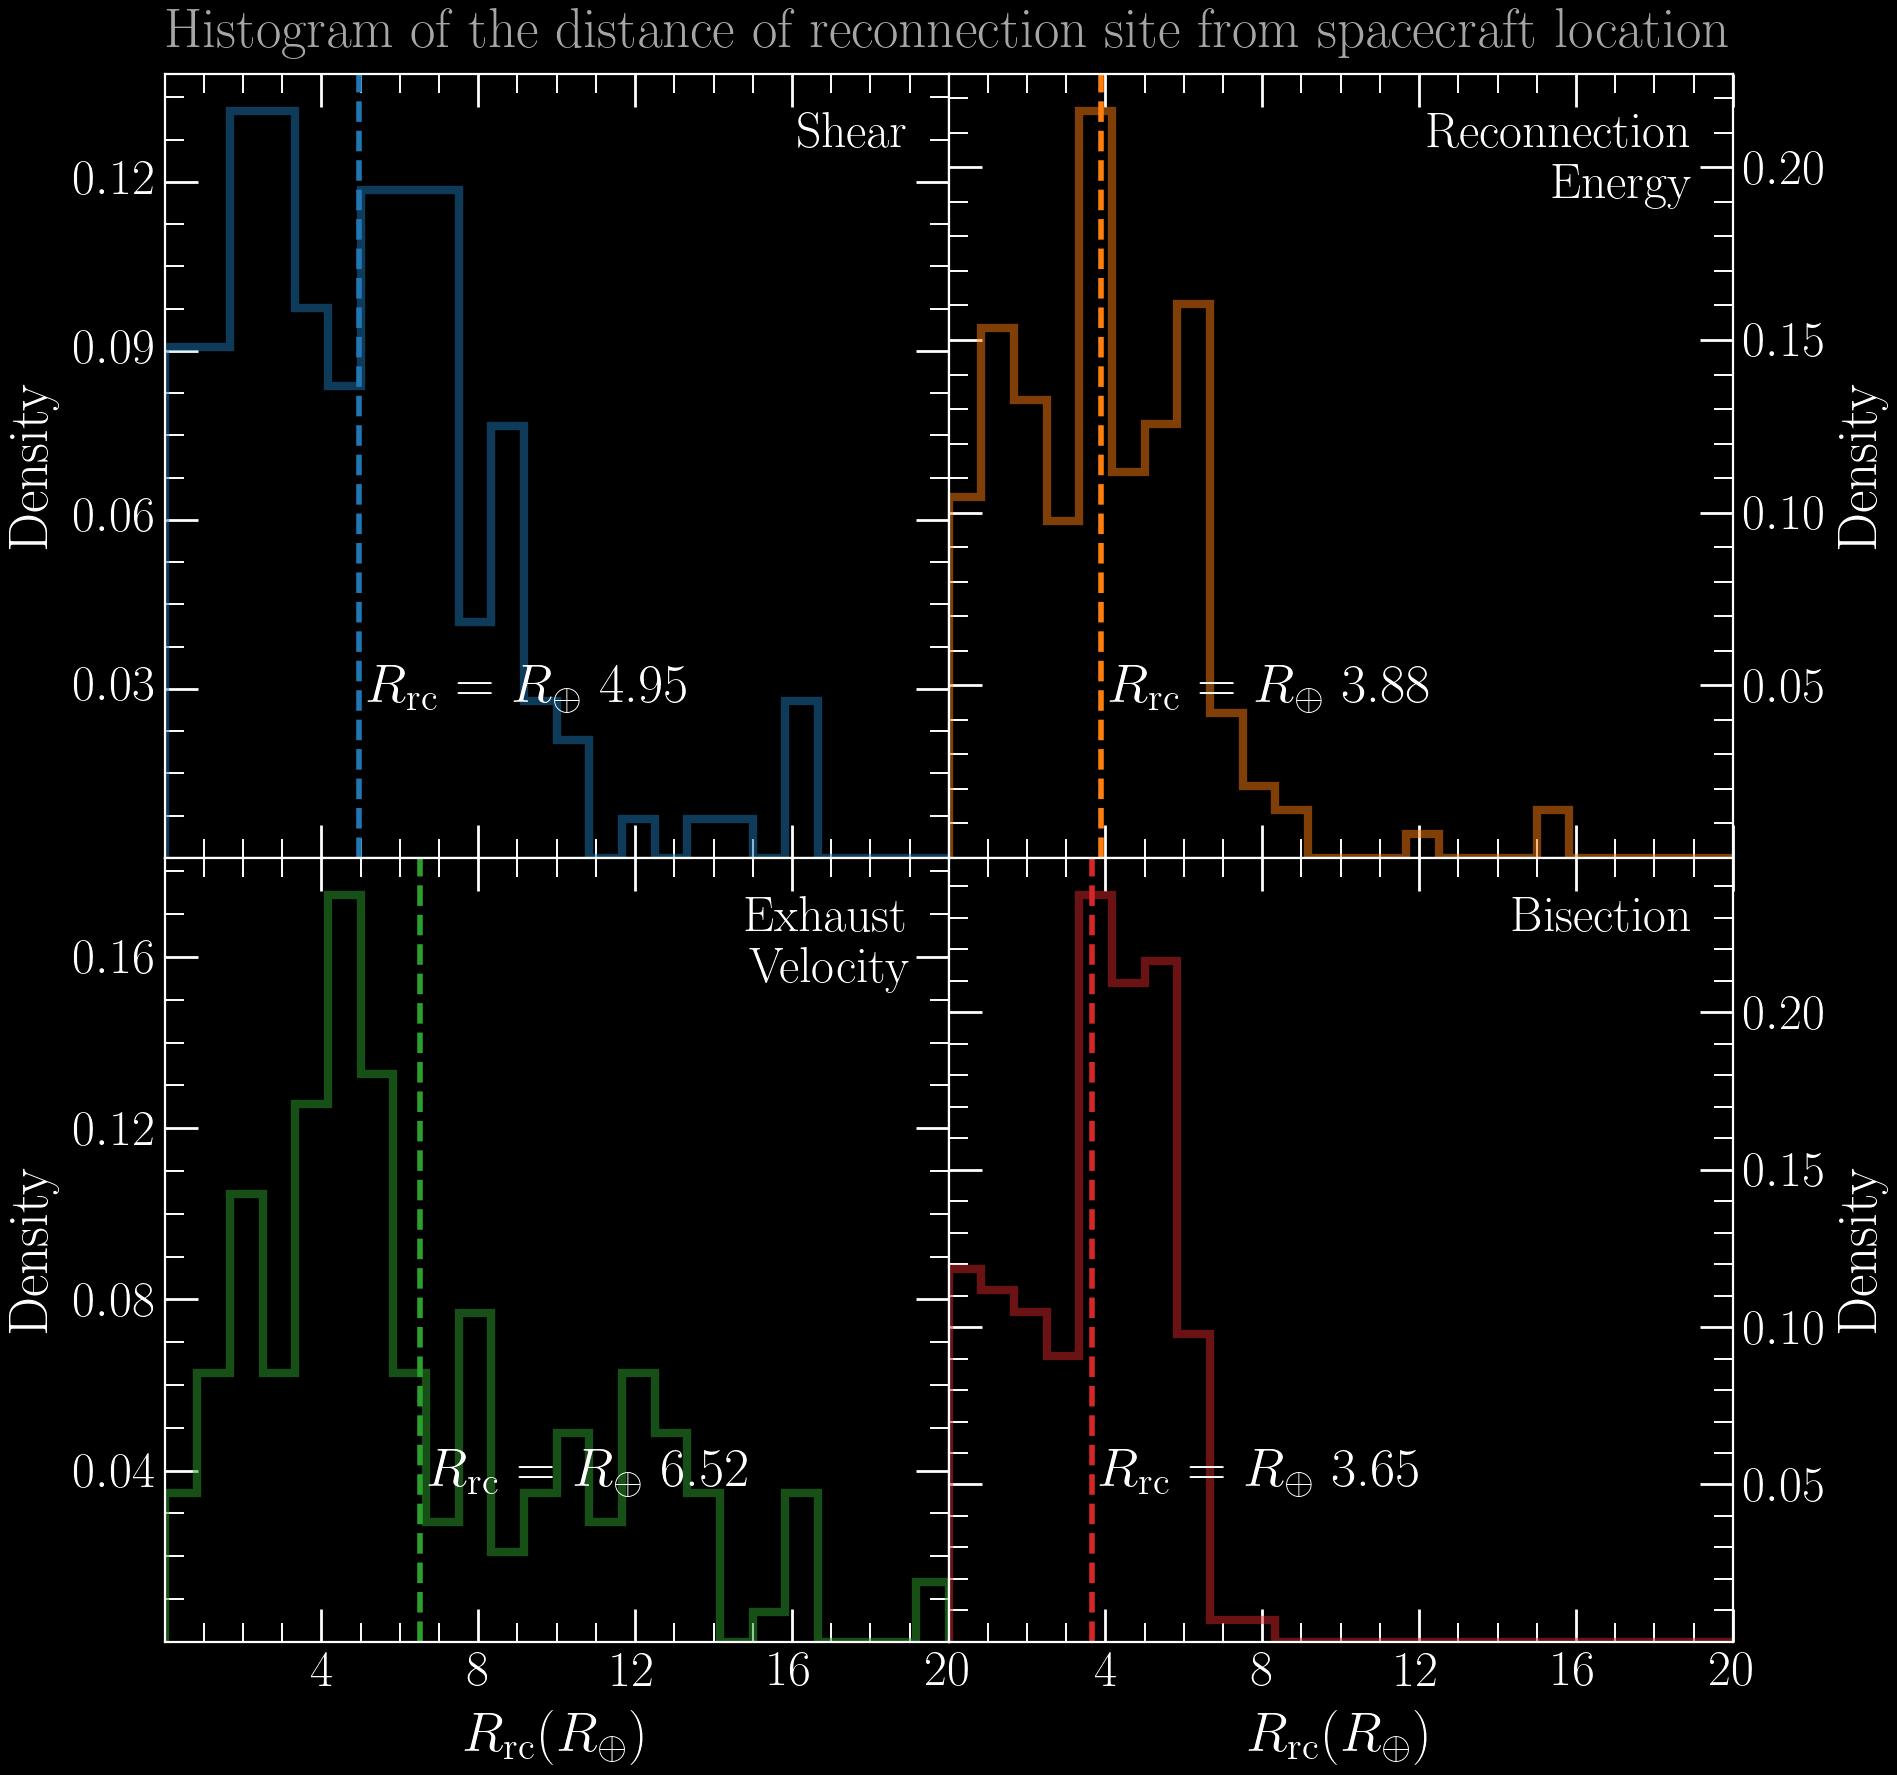 Histogram of the distance of reconnection site from spacecraft location
Shear
0.12
0.09
0.06
0.03
Density
R_rc = R_⊕ 4.95
Reconnection
Energy
0.20
0.15
0.10
0.05
Density
R_rc = R_⊕ 3.88
Exhaust
Velocity
0.16
0.12
0.08
0.04
Density
R_rc = R_⊕ 6.52
4 8 12 16 20
R_rc(R_⊕)
Bisection
0.20
0.15
0.10
0.05
Density
R_rc = R_⊕ 3.65
4 8 12 16 20
R_rc(R_⊕)